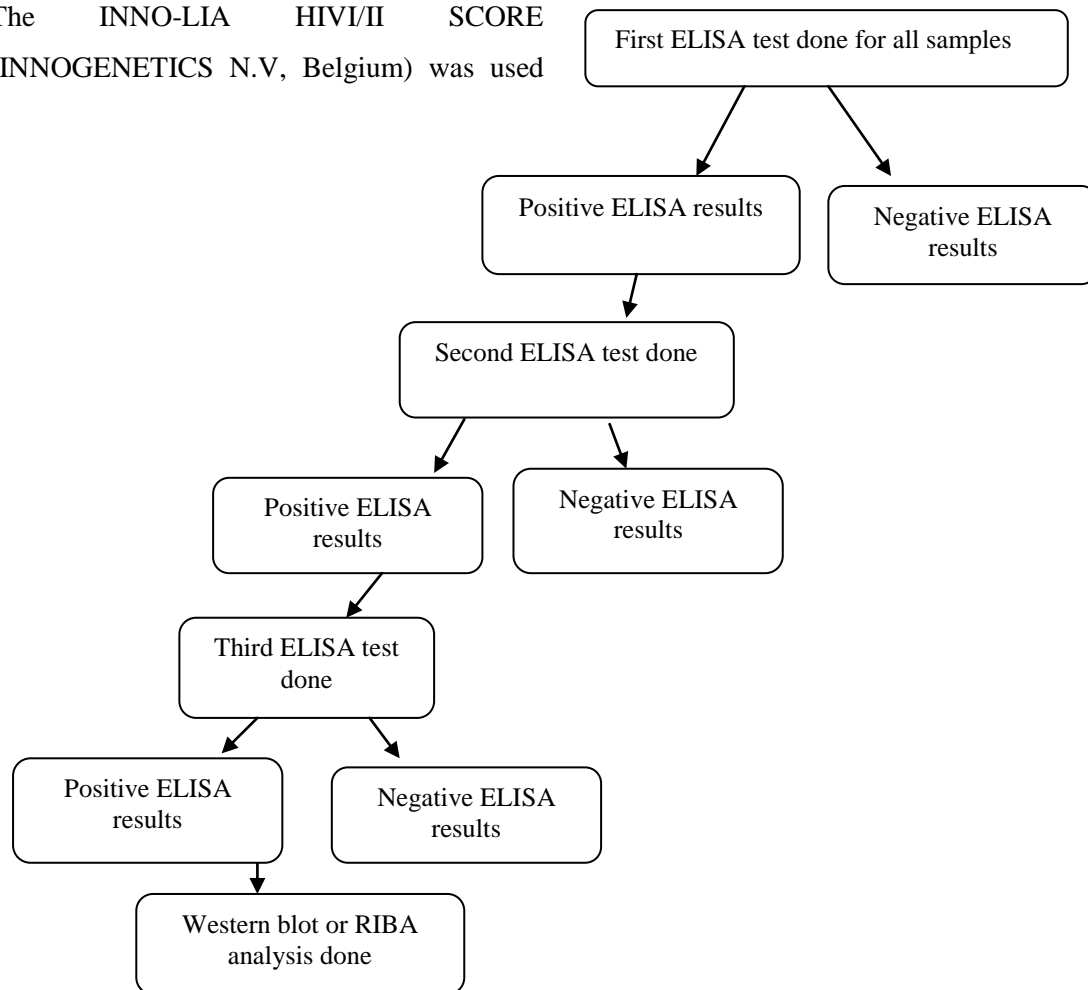 The INNO-LIA HIVI/II SCORE
INNOGENETICS N.V, Belgium) was used
First ELISA test done for all samples
Positive ELISA results
Negative ELISA
results
Second ELISA test done
Positive ELISA
results
Negative ELISA
results
Third ELISA test
done
Positive ELISA
results
Negative ELISA
results
Western blot or RIBA
analysis done